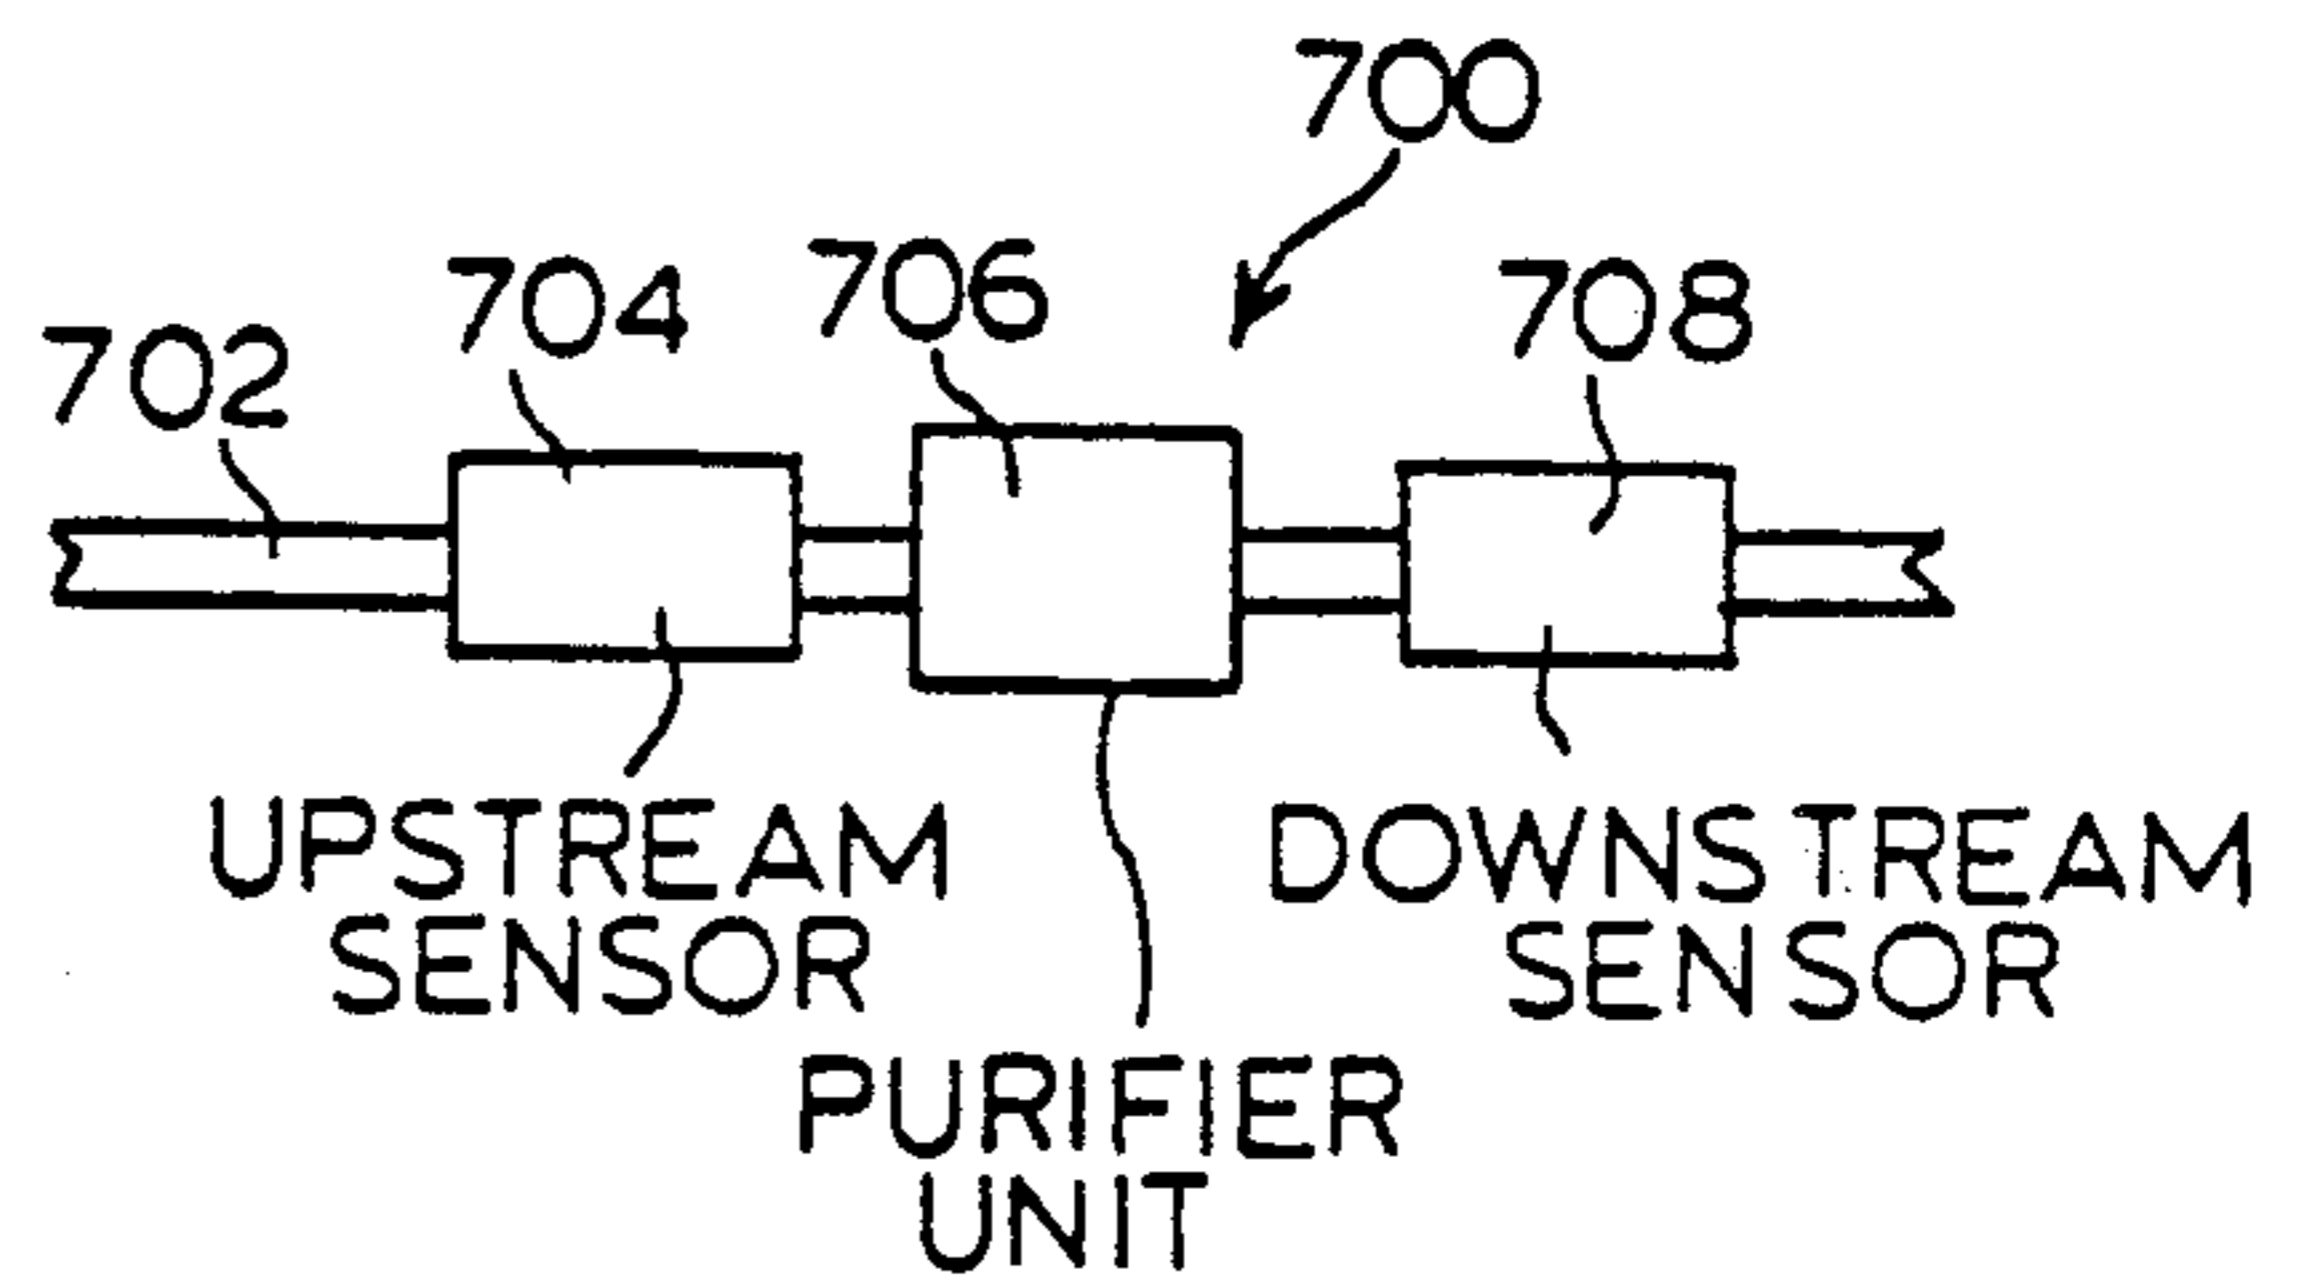 700
706
704
708
702
UPSTREAM
SENSOR
DOWNSTREAM
SENSOR
PURIFIER
UNIT